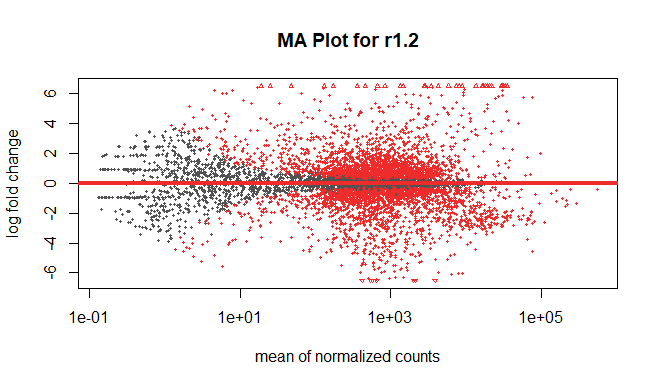 MA Plot for r1.2
log fold change
6
4
2
0
-2
-4
-6
1e-01
1e+01
1e+03
1e+05
mean of normalized counts